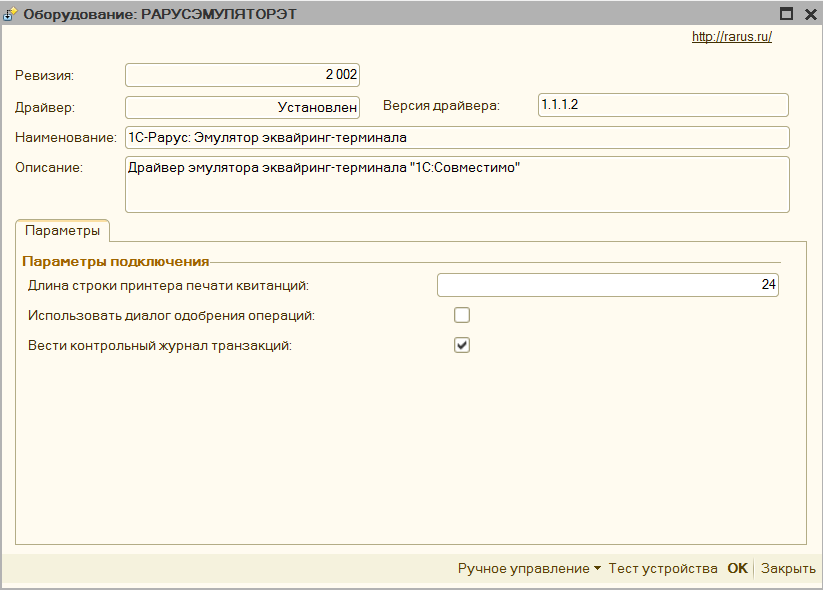 Оборудование: РАРУСЭМУЛЯТОРЭТ
http://rarus.ru/
Ревизия: 2 002
Драйвер: Установлен Версия драйвера: 1.1.1.2
Наименование: 1С-Рарус: Эмулятор эквайринг-терминала
Описание: Драйвер эмулятора эквайринг-терминала "1С:Совместимо"
Параметры
Параметры подключения
Длина строки принтера печати квитанций: 24
Использовать диалог одобрения операций:
Вести контрольный журнал транзакций:
Ручное управление Тест устройства OK Закрыть